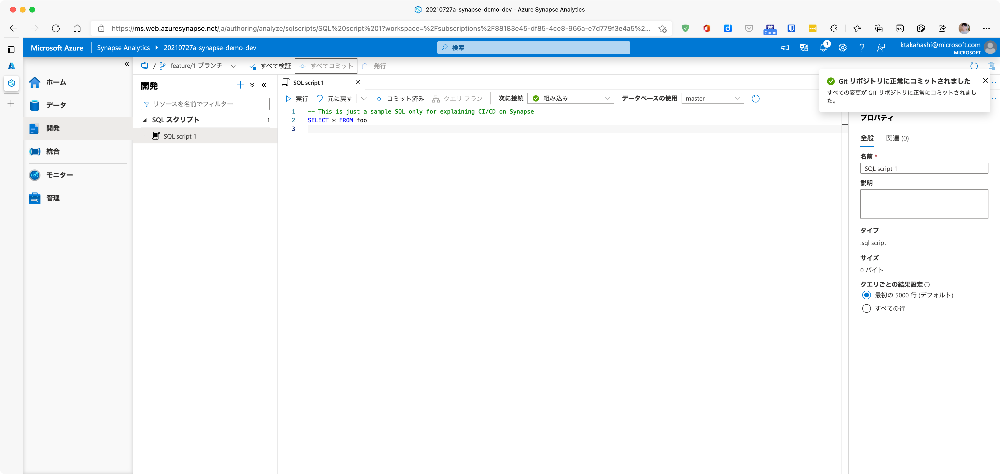 20210727a-synapse-demo-dev - Azure Synapse Analytics
https://ms.web.azuresynapse.net/ja/authoring/analyze/sqlscripts/SQL%20script%201?workspace=%2Fsubscriptions%2F88183e45-df85-4ce8-966a-e7d779f3e4a5%2...
英
Comn
Microsoft Azure
Synapse Analytics
20210727a-synapse-demo-dev
検索
1
ktakahashi@microsoft.com
MICROSOFT
ホーム
データ
開発
統合
モニター
管理
/
feature/1 ブランチ
すべて検証
すべてコミット
発行
開発
リソースを名前でフィルター
SQL スクリプト
1
SQL script 1
SQL script 1
実行
元に戻す
コミット済み
クエリ プラン
次に接続
組み込み
データベースの使用
master
1 -- This is just a sample SQL only for explaining CI/CD on Synapse
2 SELECT * FROM foo
3
Git リポジトリに正常にコミットされました
すべての変更が GIT リポジトリに正常にコミットされまし
た。
プロパティ
全般
関連 (0)
名前 *
SQL script 1
説明
タイプ
.sql script
サイズ
0 バイト
クエリごとの結果設定
最初の 5000 行 (デフォルト)
すべての行